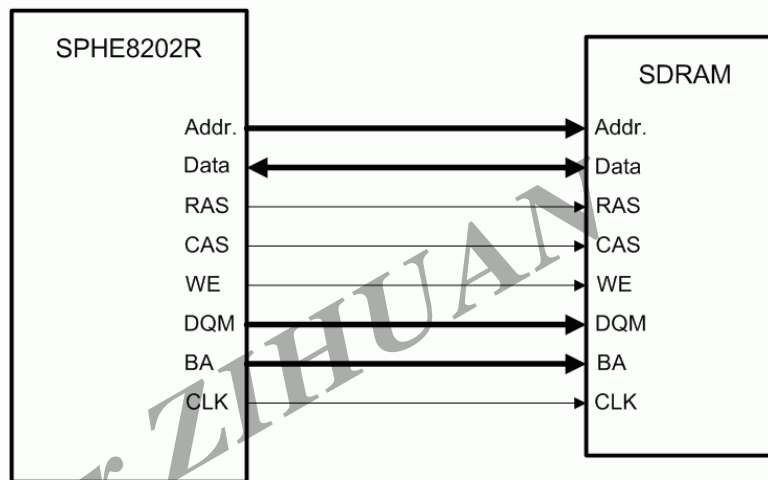 SPHE8202R
SDRAM
Addr. Addr.
Data Data
RAS RAS
CAS CAS
WE WE
DQM DQM
BA BA
CLK CLK
r ZIHUAN